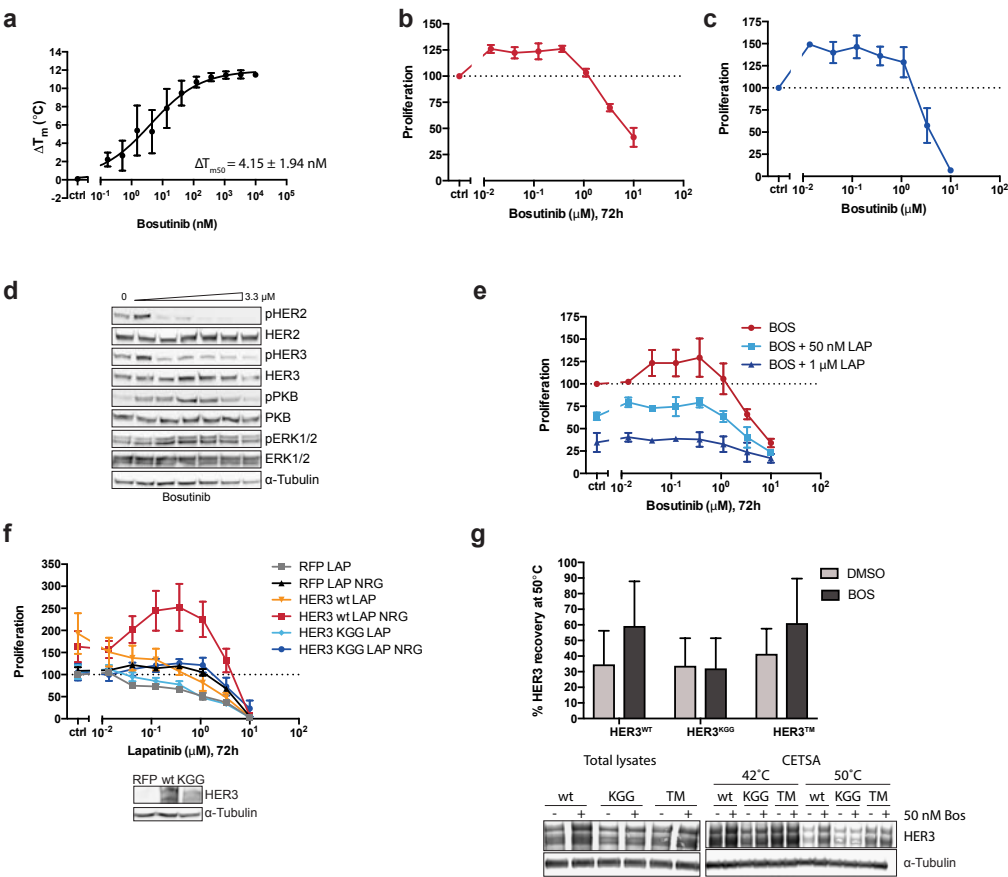 a
14
12
10
8
6
4
2
0
-2
ΔTm (°C)
ctrl 10-1 100 101 102 103 104 105
Bosutinib (nM)
ΔTm50 = 4.15 ± 1.94 nM
b
150
125
100
75
50
25
0
Proliferation
ctrl 10-2 10-1 100 101 102
Bosutinib (μM), 72h
c
175
150
125
100
75
50
25
0
Proliferation
ctrl 10-2 10-1 100 101 102
Bosutinib (μM)
d
0 3.3 μM
pHER2
HER2
pHER3
HER3
pPKB
PKB
pERK1/2
ERK1/2
α-Tubulin
Bosutinib
e
175
150
125
100
75
50
25
0
Proliferation
ctrl 10-2 10-1 100 101 102
Bosutinib (μM), 72h
BOS
BOS + 50 nM LAP
BOS + 1 μM LAP
f
350
300
250
200
150
100
50
0
Proliferation
ctrl 10-2 10-1 100 101 102
Lapatinib (μM), 72h
RFP LAP
RFP LAP NRG
HER3 wt LAP
HER3 wt LAP NRG
HER3 KGG LAP
HER3 KGG LAP NRG
RFP wt KGG
HER3
α-Tubulin
g
100
90
80
70
60
50
40
30
20
10
0
% HER3 recovery at 50°C
HER3WT HER3KGG HER3TM
DMSO
BOS
Total lysates CETSA
42°C 50°C
wt KGG TM wt KGG TM wt KGG TM
- + - + - + - + - + - + - + - + - + 50 nM Bos
HER3
α-Tubulin